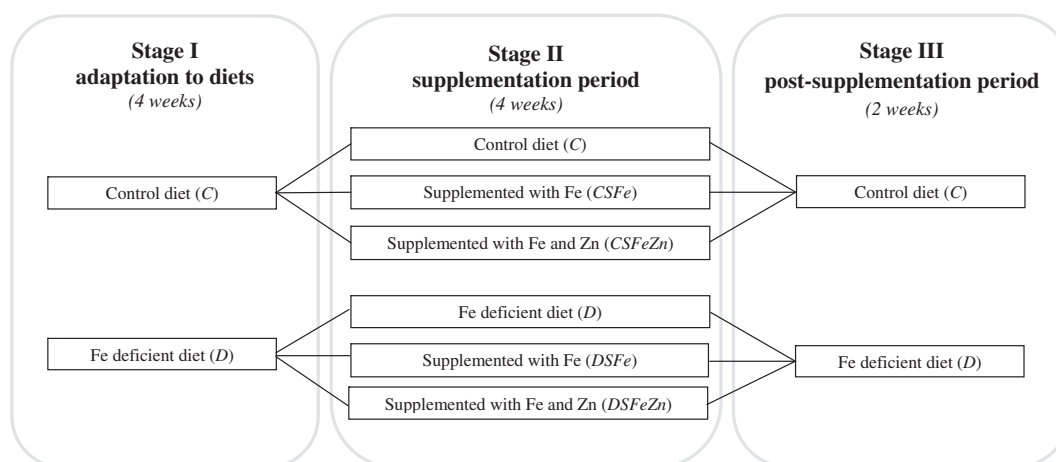 Stage I
adaptation to diets
(4 weeks)
Control diet (C)
Fe deficient diet (D)
Stage II
supplementation period
(4 weeks)
Control diet (C)
Supplemented with Fe (CSFe)
Supplemented with Fe and Zn (CSFeZn)
Fe deficient diet (D)
Supplemented with Fe (DSFe)
Supplemented with Fe and Zn (DSFeZn)
Stage III
post-supplementation period
(2 weeks)
Control diet (C)
Fe deficient diet (D)